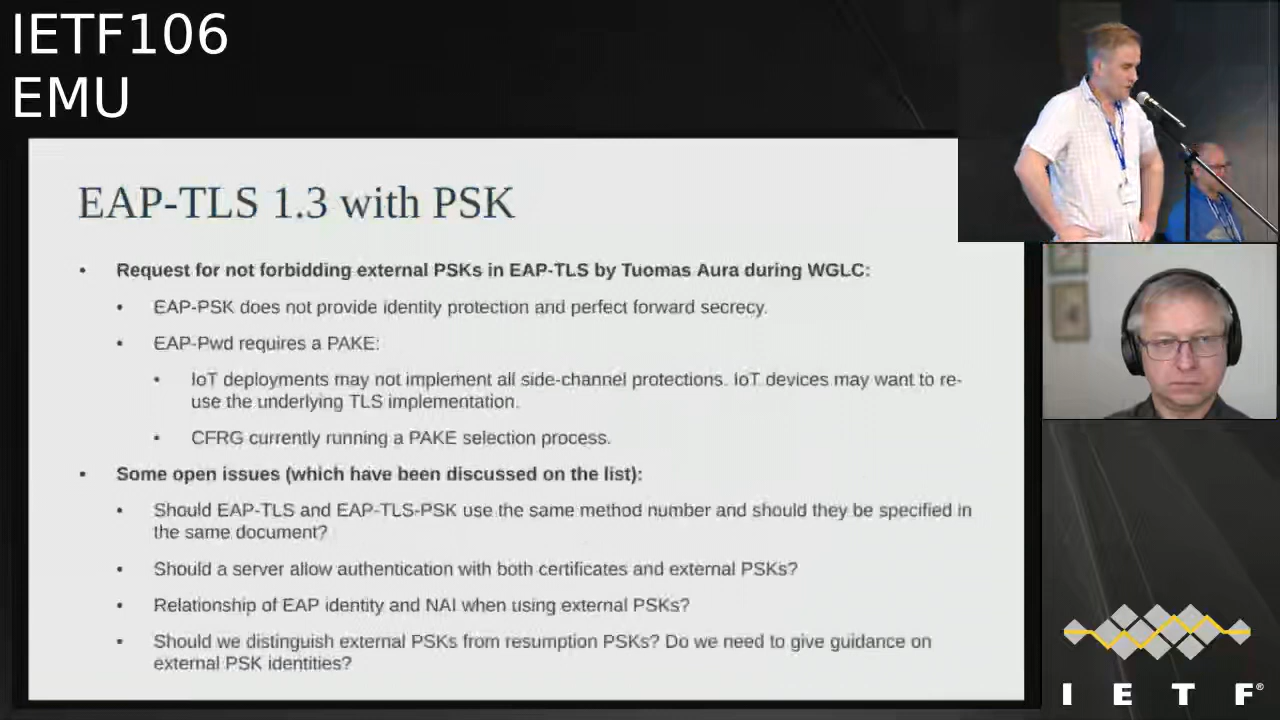 IETF106
EMU
EAP-TLS 1.3 with PSK
• Request for not forbidding external PSKs in EAP-TLS by Tuomas Aura during WGLC:
• EAP-PSK does not provide identity protection and perfect forward secrecy.
• EAP-Pwd requires a PAKE:
• IoT deployments may not implement all side-channel protections. IoT devices may want to re-
use the underlying TLS implementation.
• CFRG currently running a PAKE selection process.
• Some open issues (which have been discussed on the list):
• Should EAP-TLS and EAP-TLS-PSK use the same method number and should they be specified in
the same document?
• Should a server allow authentication with both certificates and external PSKs?
• Relationship of EAP identity and NAI when using external PSKs?
• Should we distinguish external PSKs from resumption PSKs? Do we need to give guidance on
external PSK identities?
I E T F®